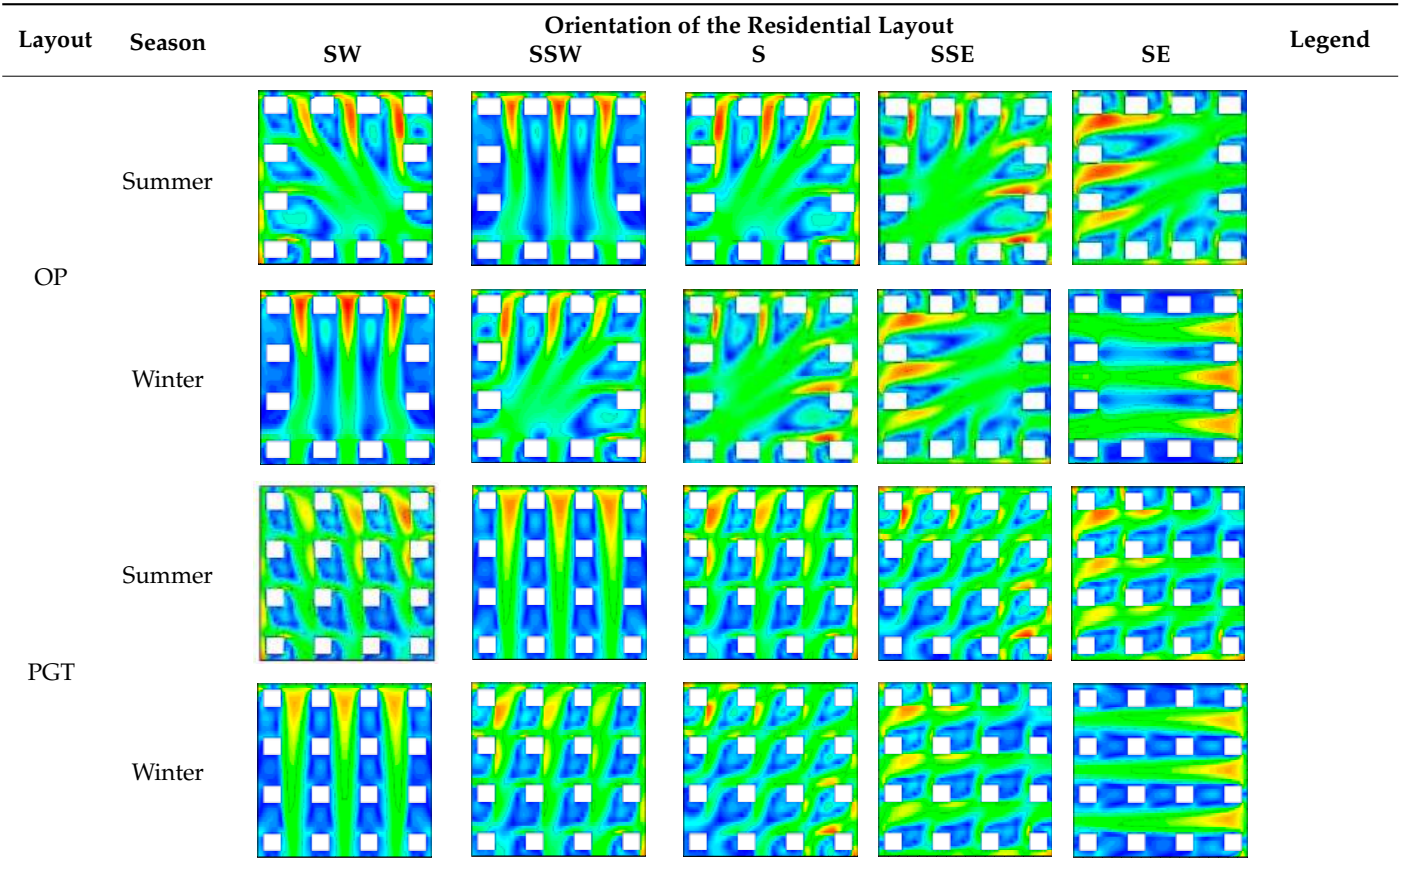 Orientation of the Residential Layout
Layout Season SW SSW S SSE SE Legend
Summer
OP
Winter
Summer
PGT
Winter